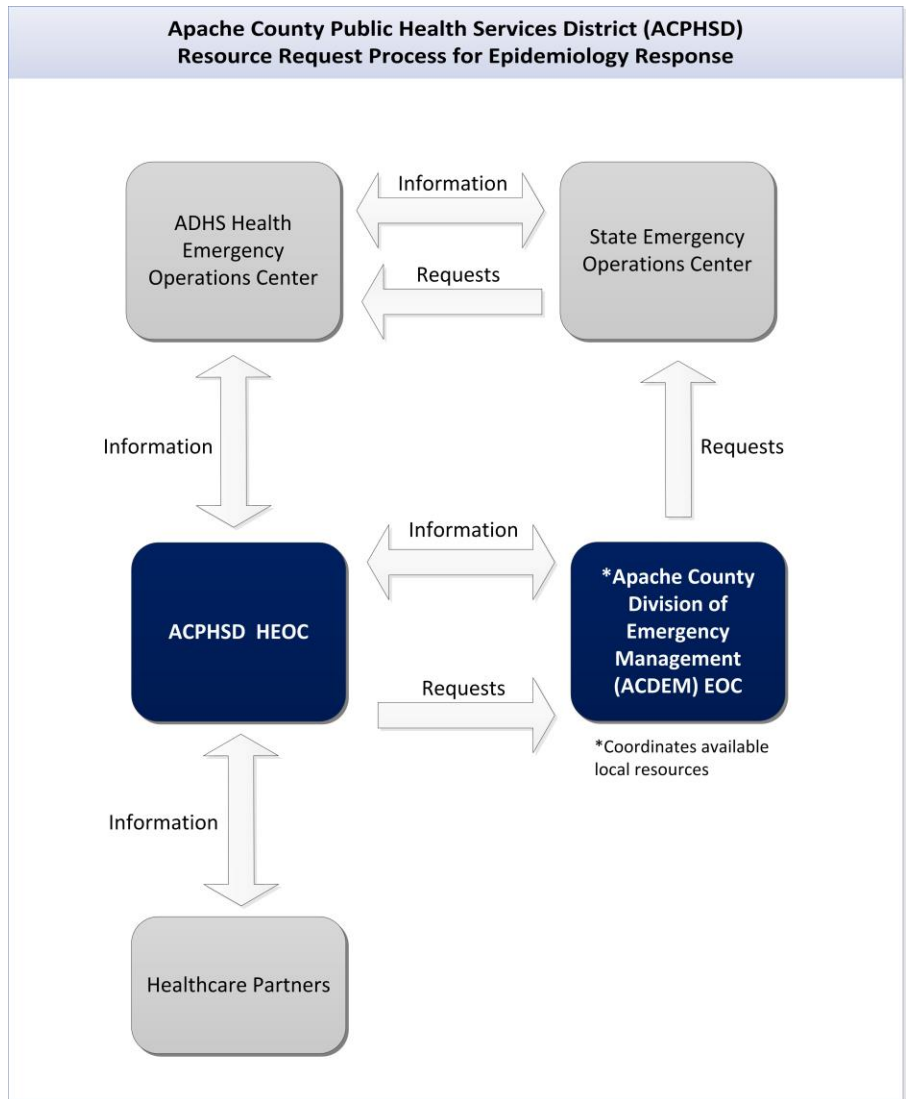 Apache County Public Health Services District (ACPHSD)
Resource Request Process for Epidemiology Response
Information
ADHS Health
Emergency
Operations Center
State Emergency
Operations Center
Requests
Information
Requests
Information
ACPHSD  HEOC
*Apache County
Division of
Emergency
Management
(ACDEM) EOC
Requests
*Coordinates available
local resources
Information
Healthcare Partners